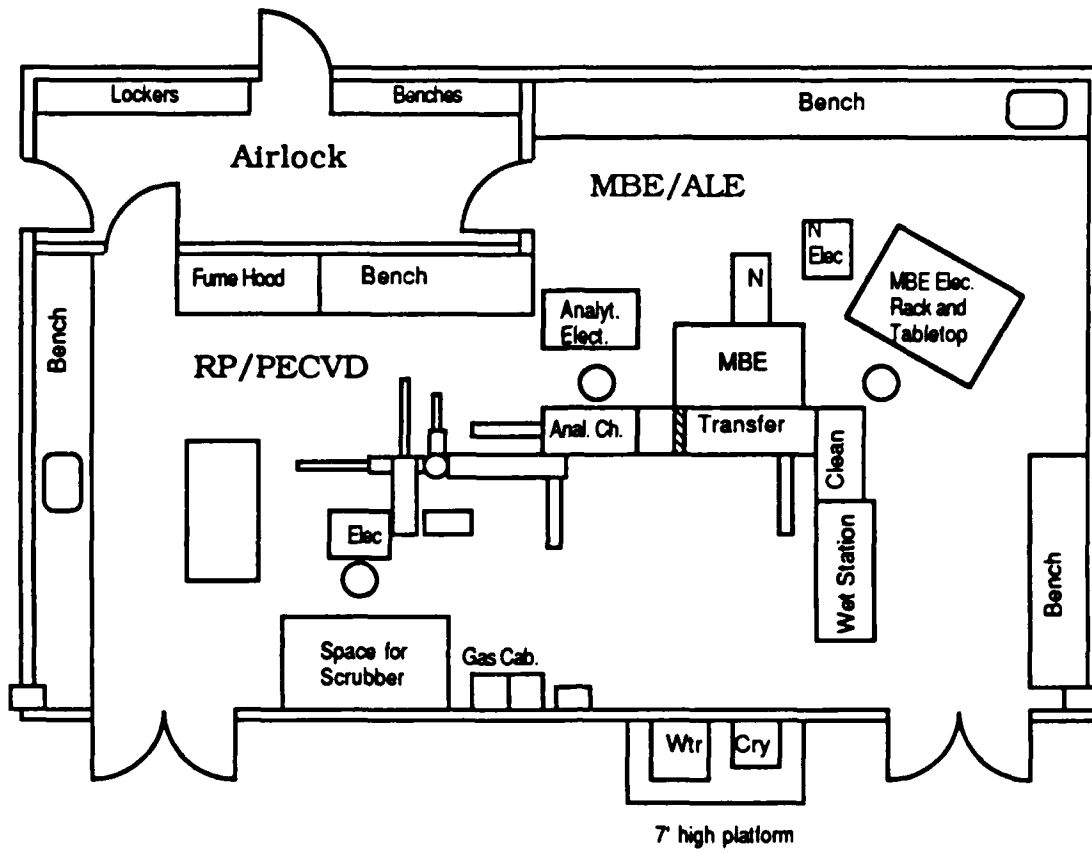 Lockers
Benches
Bench
Airlock
MBE/ALE
N
Elec
Fume Hood
Bench
N
MBE Elec.
Rack and
Tabletop
Analyt.
Elect.
Bench
RP/PECVD
MBE
Anal. Ch.
Transfer
Clean
Elec
Wet Station
Bench
Space for
Scrubber
Gas Cab.
Wtr
Cry
7' high platform